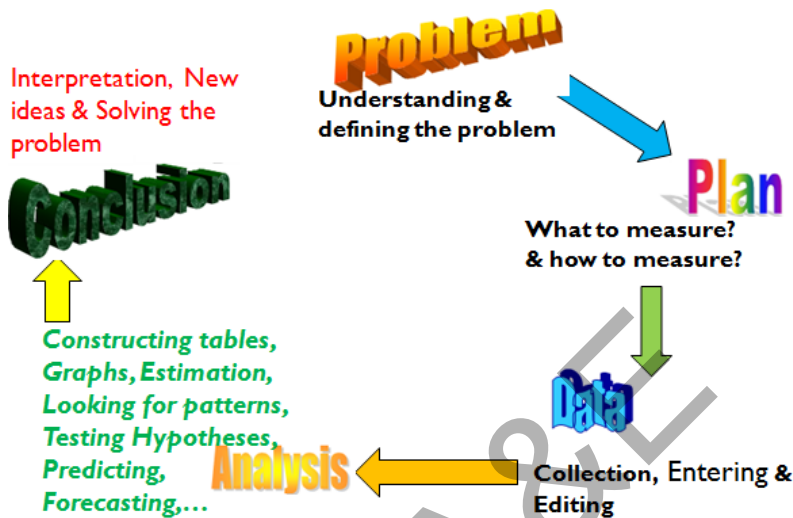 Problem
Understanding &
defining the problem
Plan
What to measure?
& how to measure?
Data
Collection, Entering &
Editing
Analysis
Constructing tables,
Graphs, Estimation,
Looking for patterns,
Testing Hypotheses,
Predicting,
Forecasting,...
Conclusion
Interpretation, New
ideas & Solving the
problem
&E